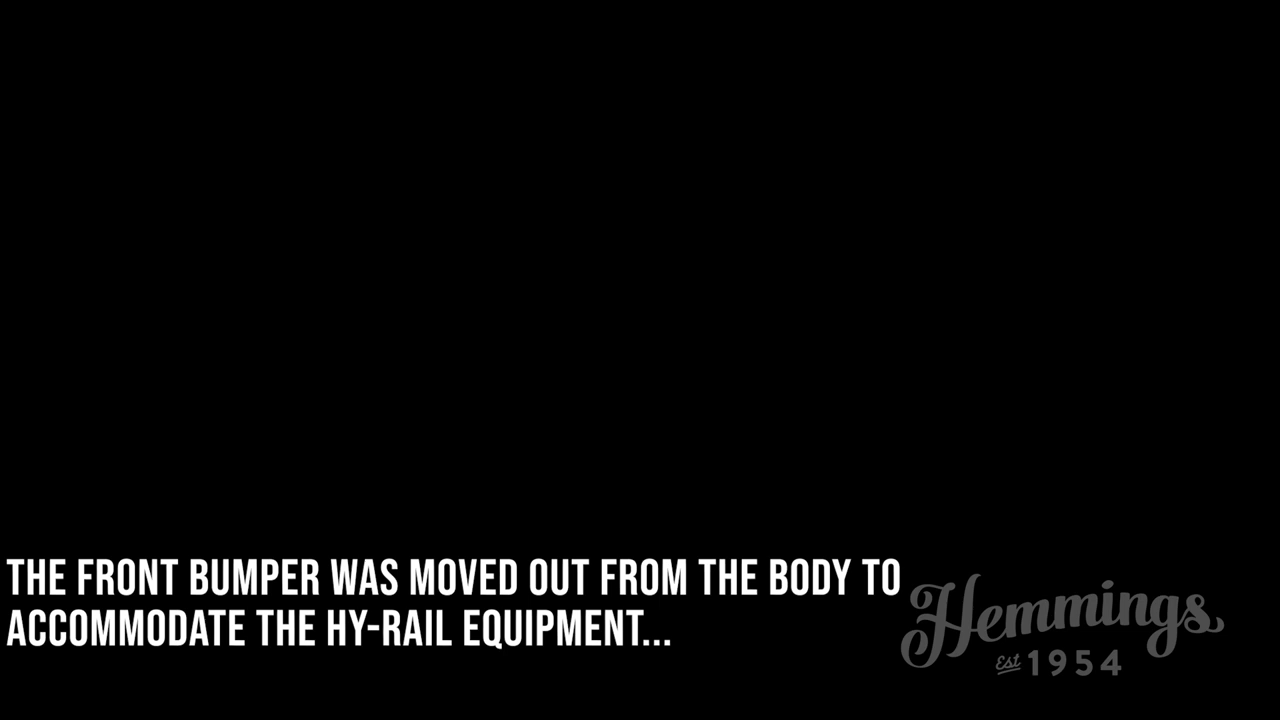 THE FRONT BUMPER WAS MOVED OUT FROM THE BODY TO
ACCOMMODATE THE HY-RAIL EQUIPMENT...
Hemmings
Est 1954